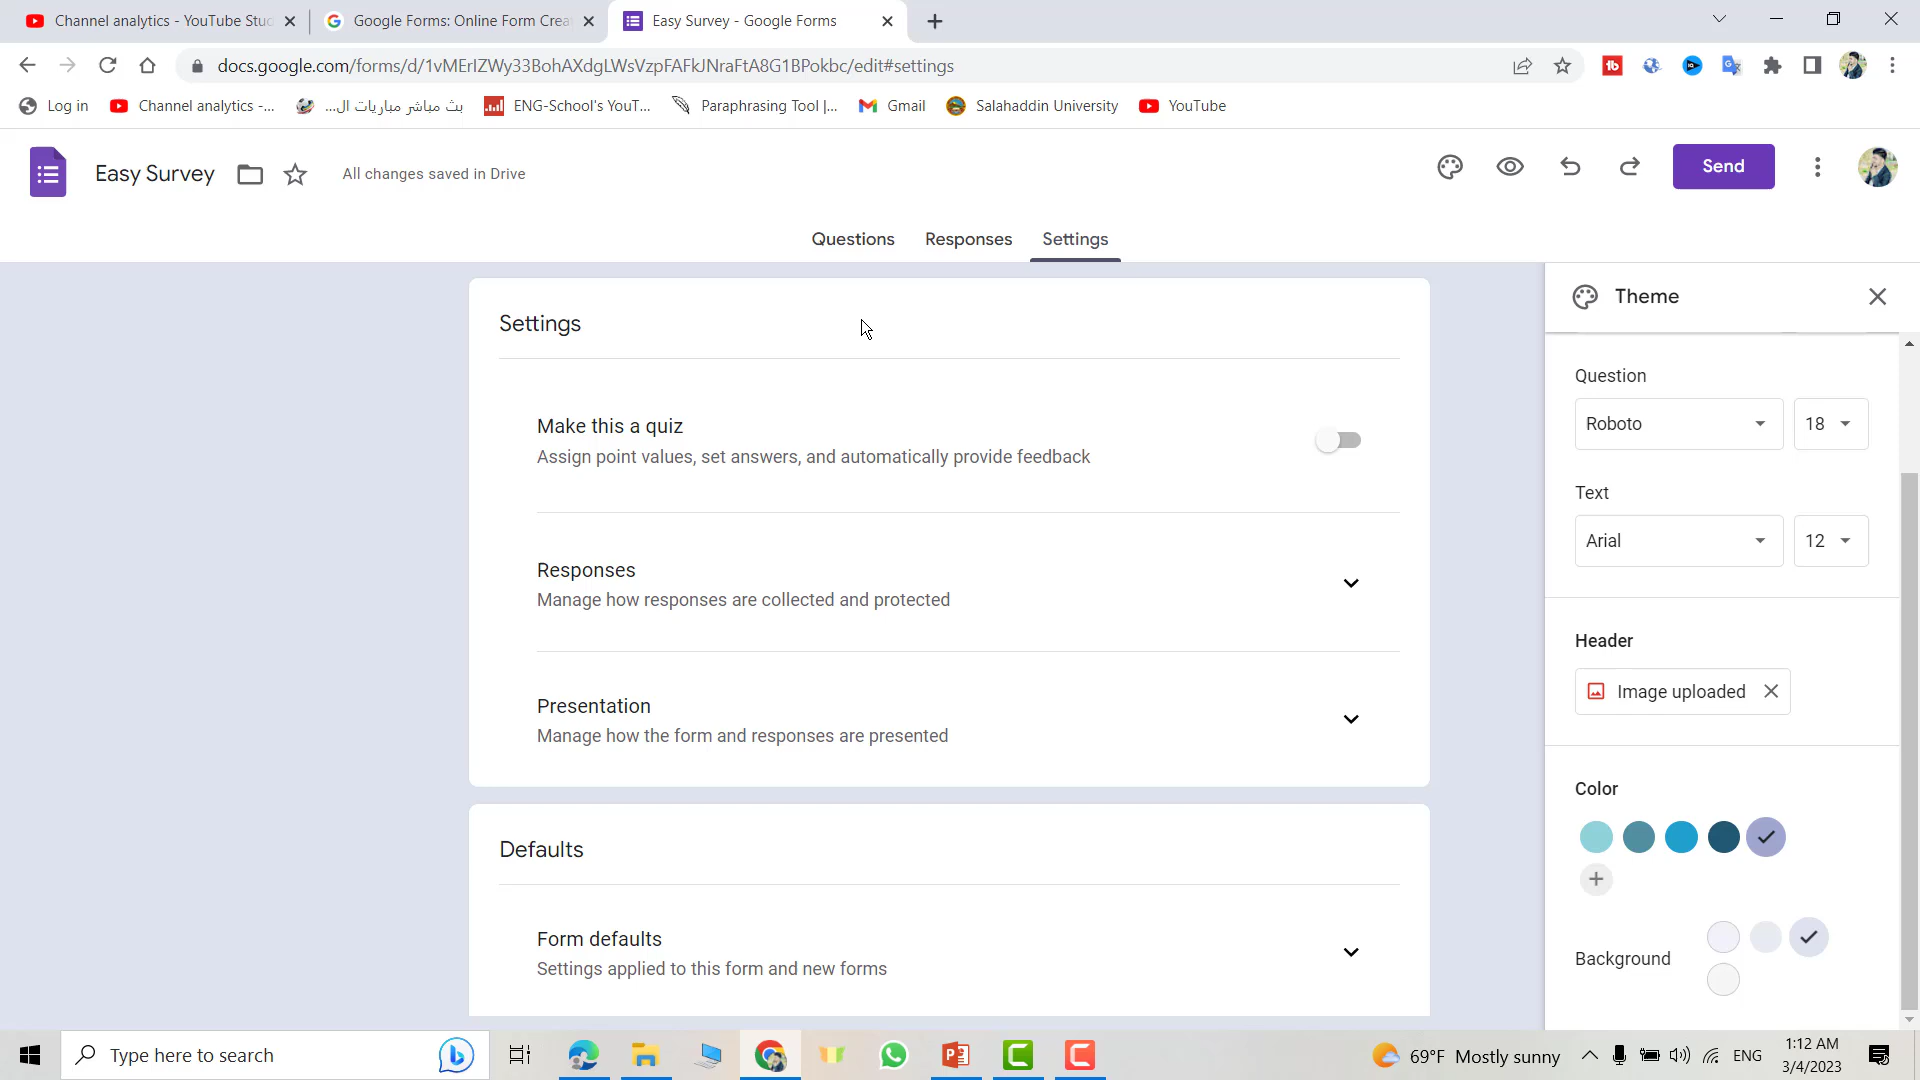 Channel analytics - YouTube Stu
Google Forms: Online Form Crea
Easy Survey - Google Forms
docs.google.com/forms/d/1vMErIZWy33BohAXdgLWsVzpFAFkJNraFtA8G1BPokbc/edit#settings
Log in
Channel analytics -...
بث مباشر مباريات ال...
ENG-School's YouT...
Paraphrasing Tool |...
Gmail
Salahaddin University
YouTube
Easy Survey
All changes saved in Drive
Send
Questions
Responses
Settings
Settings
Make this a quiz
Assign point values, set answers, and automatically provide feedback
Responses
Manage how responses are collected and protected
Presentation
Manage how the form and responses are presented
Defaults
Form defaults
Settings applied to this form and new forms
Theme
Question
Roboto
18
Text
Arial
12
Header
Image uploaded
Color
Background
Type here to search
69°F Mostly sunny
ENG
1:12 AM
3/4/2023